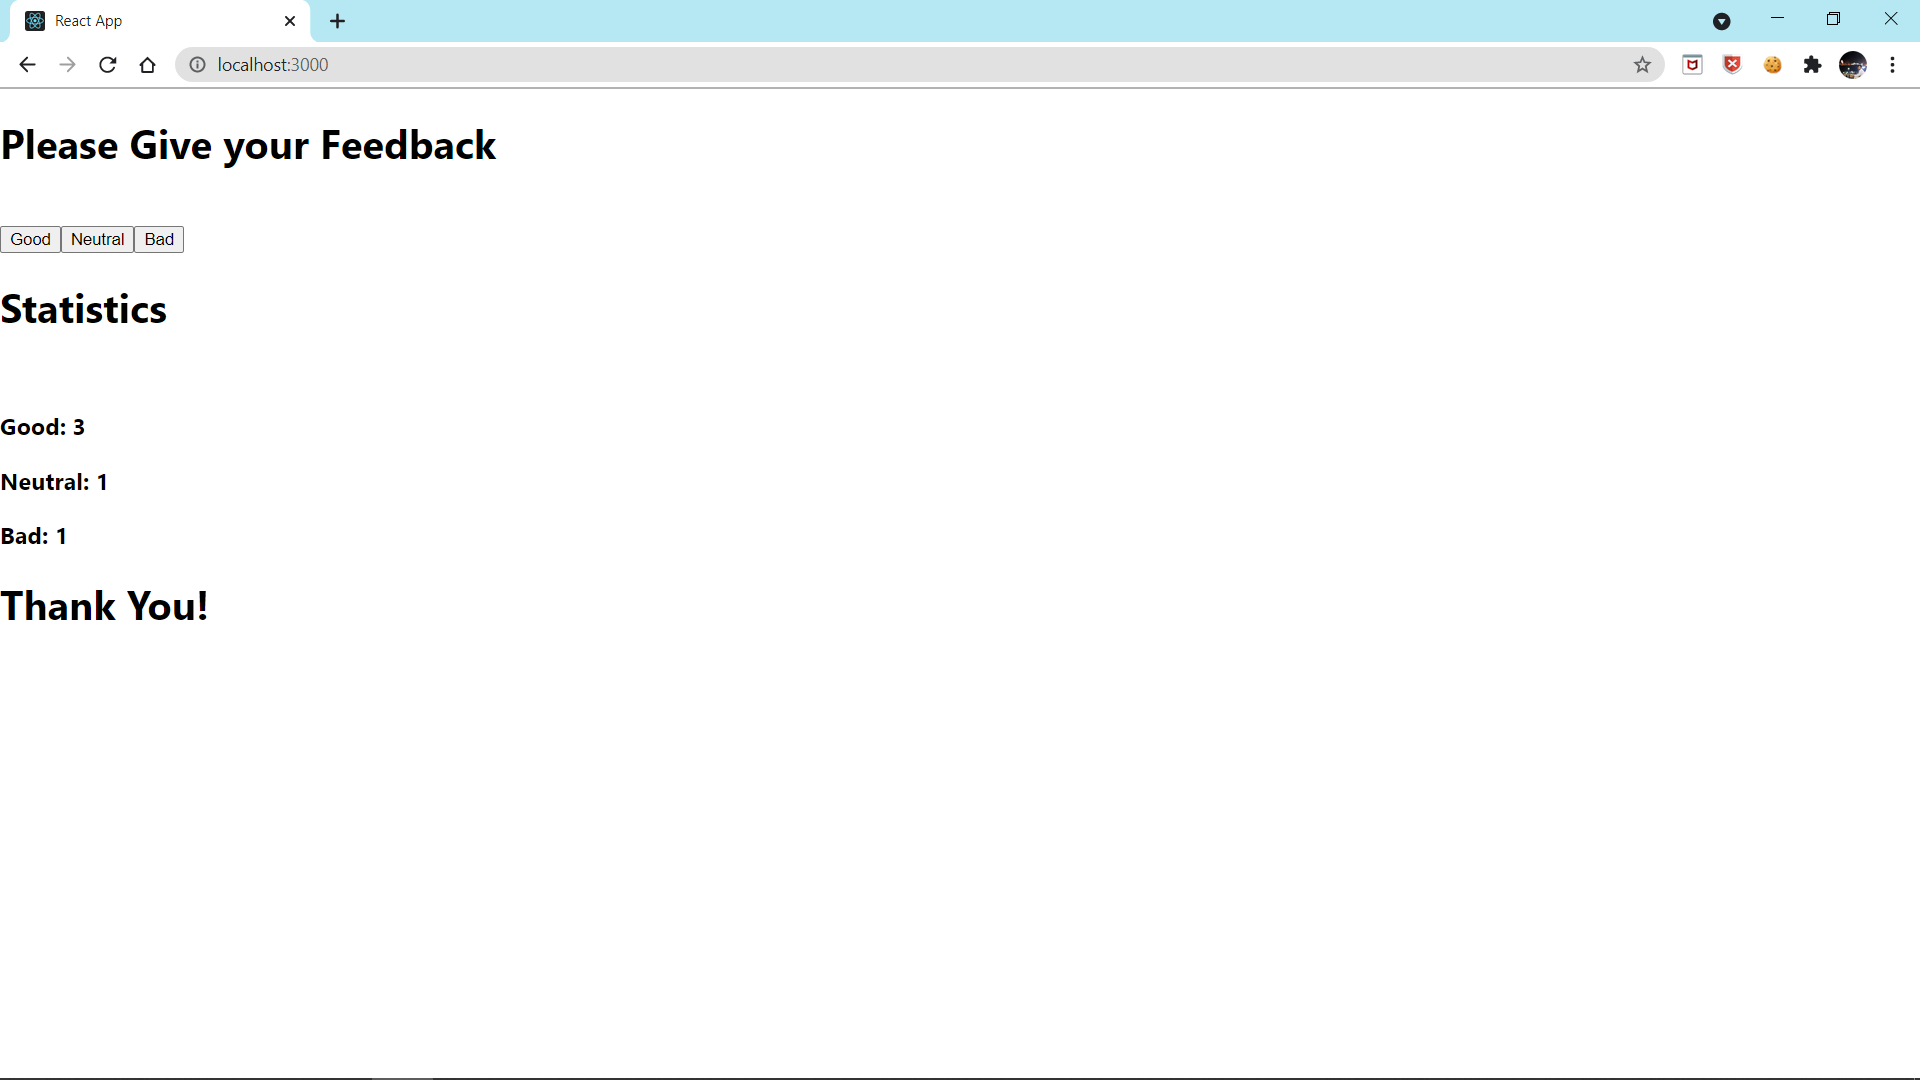 React App
localhost:3000
Please Give your Feedback
Good Neutral Bad
Statistics
Good: 3
Neutral: 1
Bad: 1
Thank You!